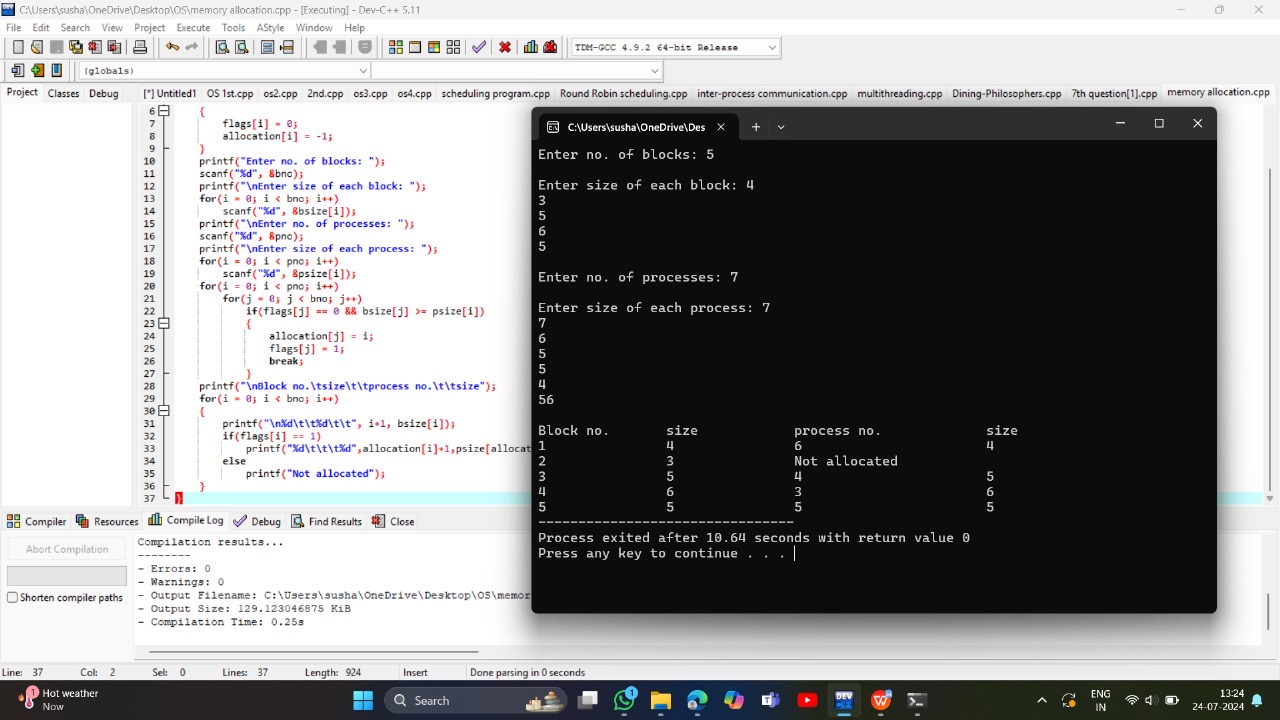 C:\Users\susha\OneDrive\Desktop\OS\memory allocation.cpp - [Executing] - Dev-C++ 5.11
File Edit Search View Project Execute Tools AStyle Window Help
TDM-GCC 4.9.2 64-bit Release
(globals)
Project Classes Debug
[*] Untitled1 OS 1st.cpp os2.cpp 2nd.cpp os3.cpp os4.cpp scheduling program.cpp Round Robin scheduling.cpp inter-process communication.cpp multithreading.cpp Dining-Philosophers.cpp 7th question[1].cpp memory allocation.cpp
6 {
7 flags[i] = 0;
8 allocation[i] = -1;
9 }
10 printf("Enter no. of blocks: ");
11 scanf("%d", &bno);
12 printf("\nEnter size of each block: ");
13 for(i = 0; i < bno; i++)
14 scanf("%d", &bsize[i]);
15 printf("\nEnter no. of processes: ");
16 scanf("%d", &pno);
17 printf("\nEnter size of each process: ");
18 for(i = 0; i < pno; i++)
19 scanf("%d", &psize[i]);
20 for(i = 0; i < pno; i++)
21 for(j = 0; j < bno; j++)
22 if(flags[j] == 0 && bsize[j] >= psize[i])
23 {
24 allocation[j] = i;
25 flags[j] = 1;
26 break;
27 }
28 printf("\nBlock no.\tsize\t\tprocess no.\t\tsize");
29 for(i = 0; i < bno; i++)
30 {
31 printf("\n%d\t\t%d\t\t", i+1, bsize[i]);
32 if(flags[i] == 1)
33 printf("%d\t\t\t%d",allocation[i]+1,psize[allocat
34 else
35 printf("Not allocated");
36 }
37 }
C:\Users\susha\OneDrive\Des
Enter no. of blocks: 5
Enter size of each block: 4
3
5
6
5
Enter no. of processes: 7
Enter size of each process: 7
7
6
5
5
4
56
Block no. size process no. size
1 4 6 4
2 3 Not allocated
3 5 4 5
4 6 3 6
5 5 5 5
--------------------------------
Process exited after 10.64 seconds with return value 0
Press any key to continue . . .
Compiler Resources Compile Log Debug Find Results Close
Abort Compilation
Shorten compiler paths
Compilation results...
--------
- Errors: 0
- Warnings: 0
- Output Filename: C:\Users\susha\OneDrive\Desktop\OS\memor
- Output Size: 129.123046875 KiB
- Compilation Time: 0.25s
Line: 37 Col: 2 Sel: 0 Lines: 37 Length: 924 Insert Done parsing in 0 seconds
Hot weather
Now
Search
DEV
1
ENG
IN
13:24
24-07-2024